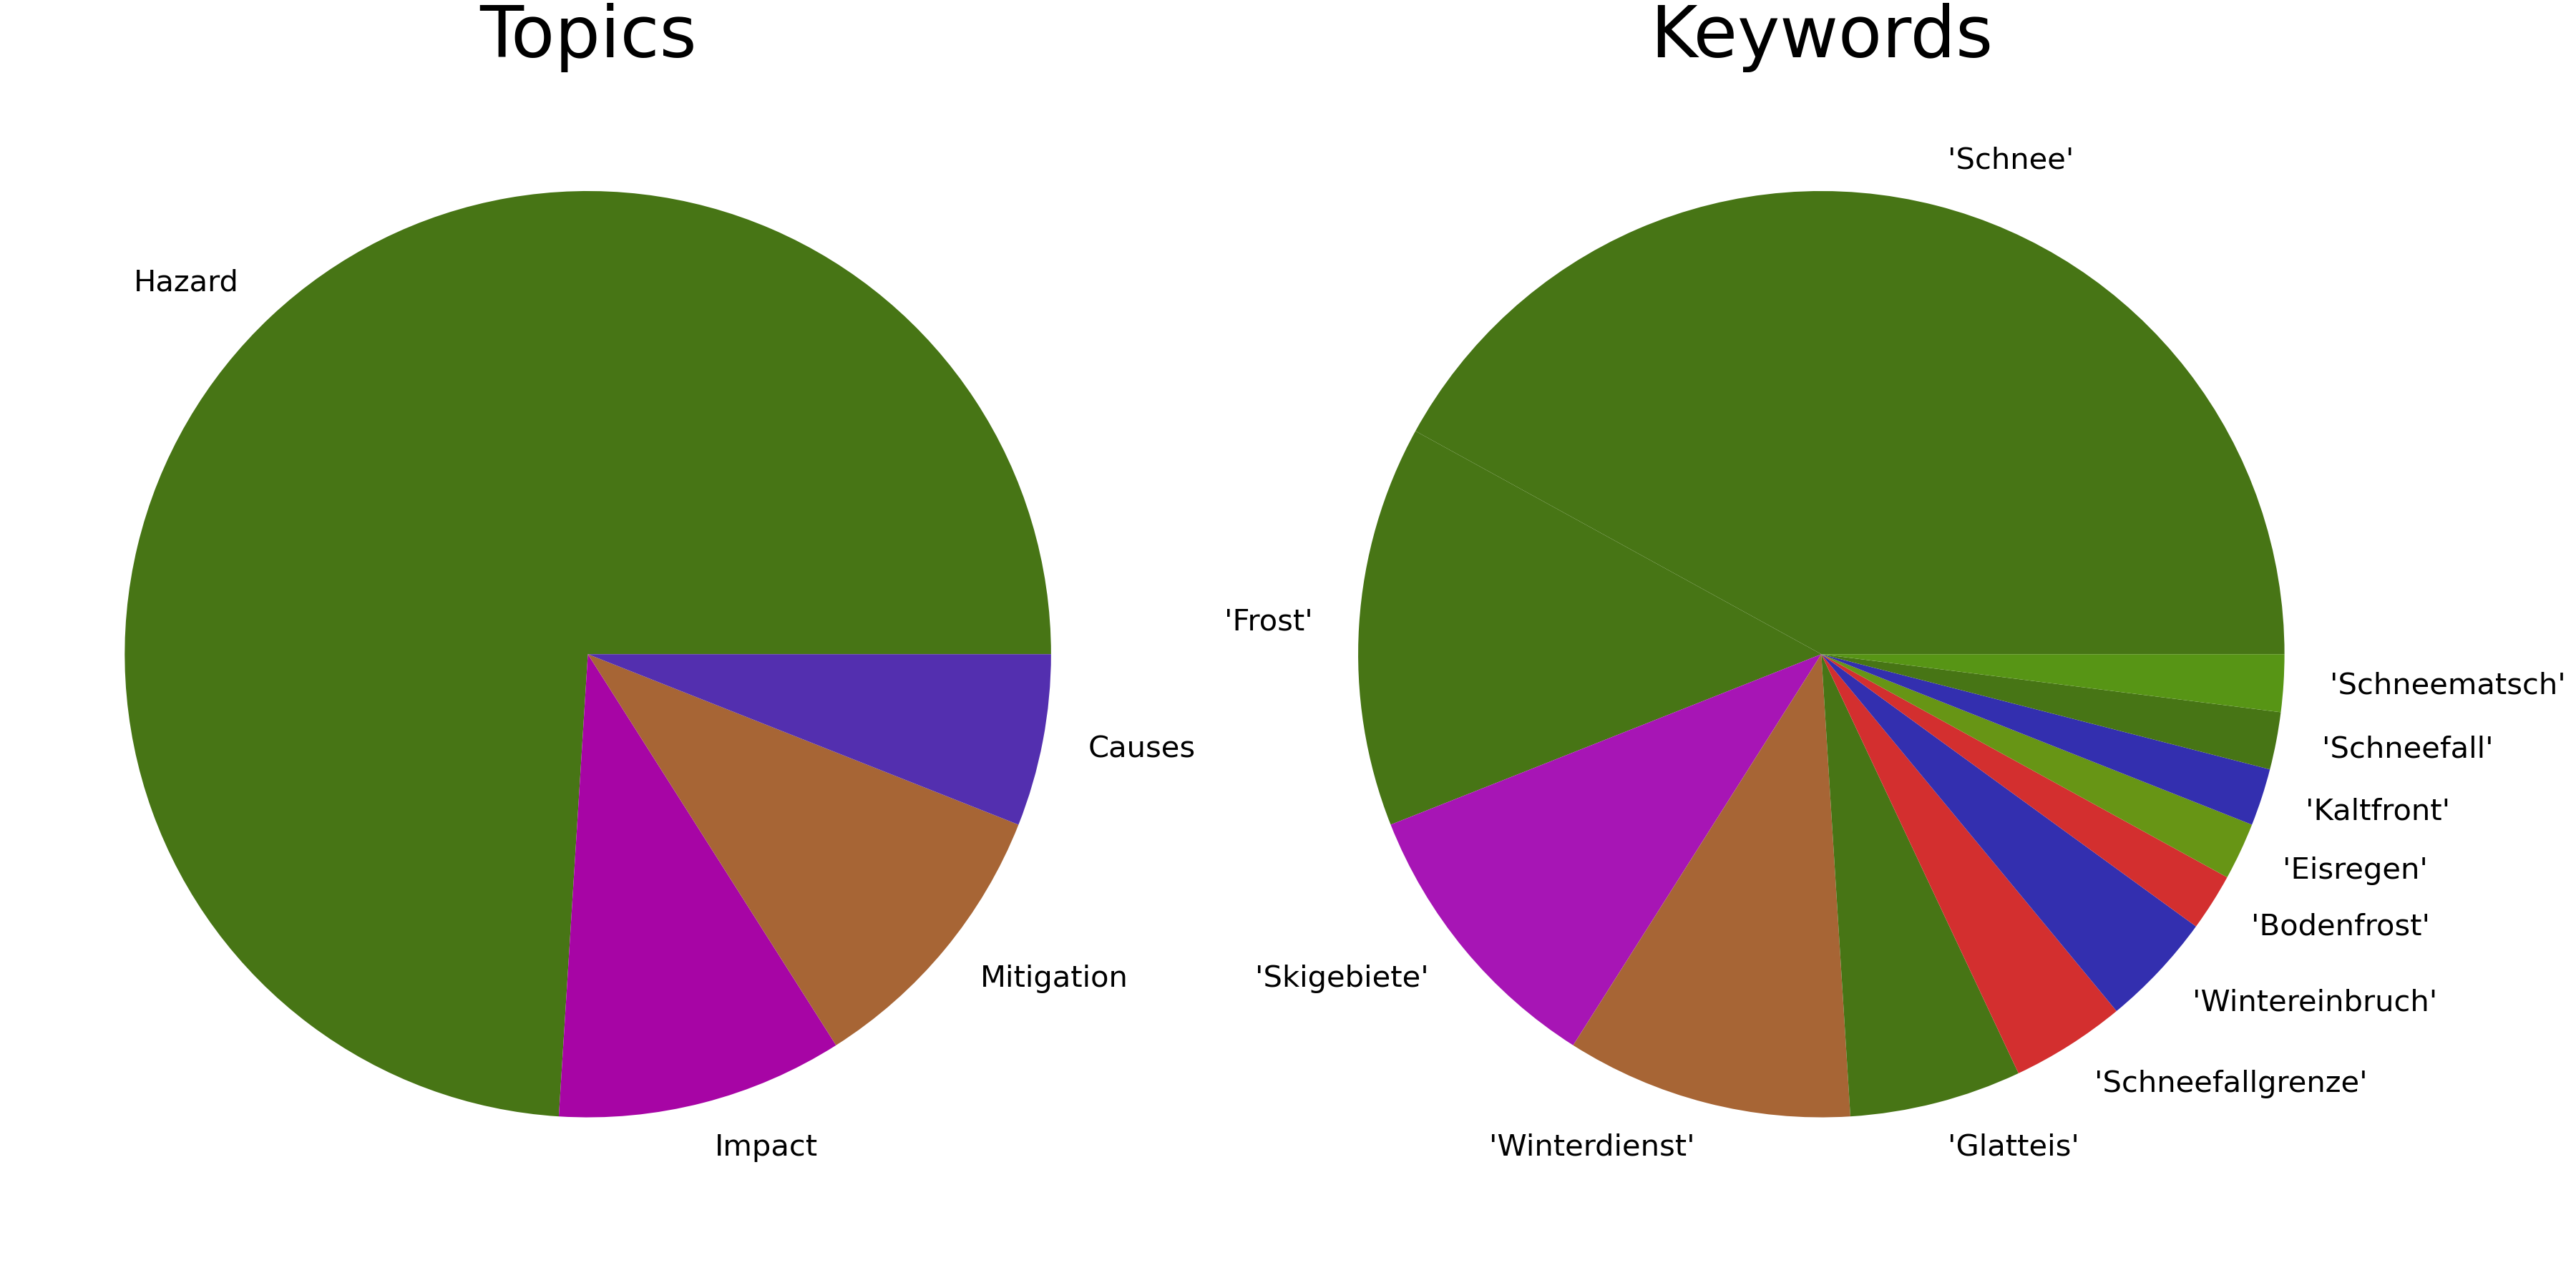 Topics
Hazard
Causes
Mitigation
Impact
Keywords
'Schnee'
'Frost'
'Skigebiete'
'Winterdienst'
'Glatteis'
'Schneefallgrenze'
'Wintereinbruch'
'Bodenfrost'
'Eisregen'
'Kaltfront'
'Schneefall'
'Schneematsch'